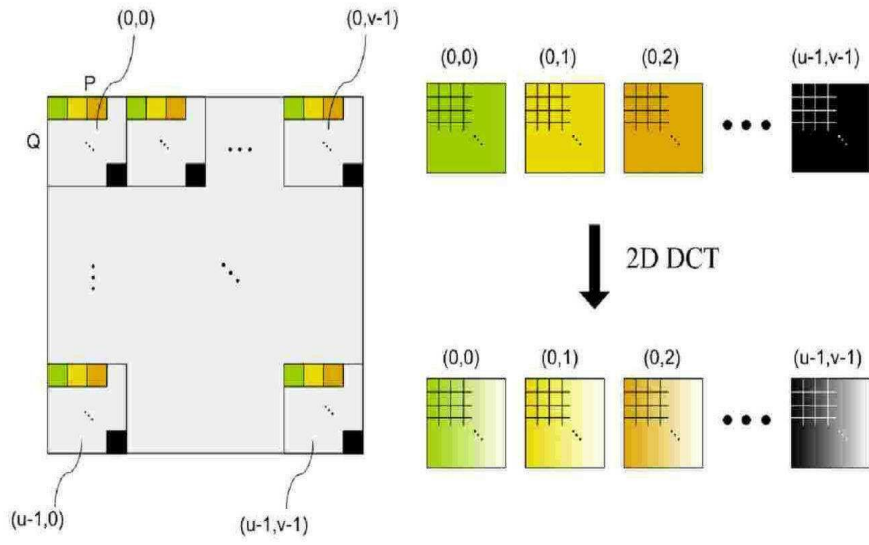 (0,0)
(0,v-1)
P
Q
(u-1,0)
(u-1,v-1)
(0,0)
(0,1)
(0,2)
(u-1,v-1)
2D DCT
(0,0)
(0,1)
(0,2)
(u-1,v-1)